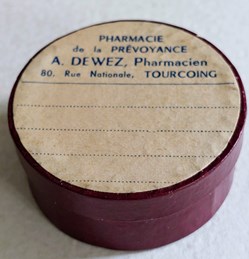 PHARMACIE
de la PRÉVOYANCE
A. DEWEZ, Pharmacien
80, Rue Nationale, TOURCOING